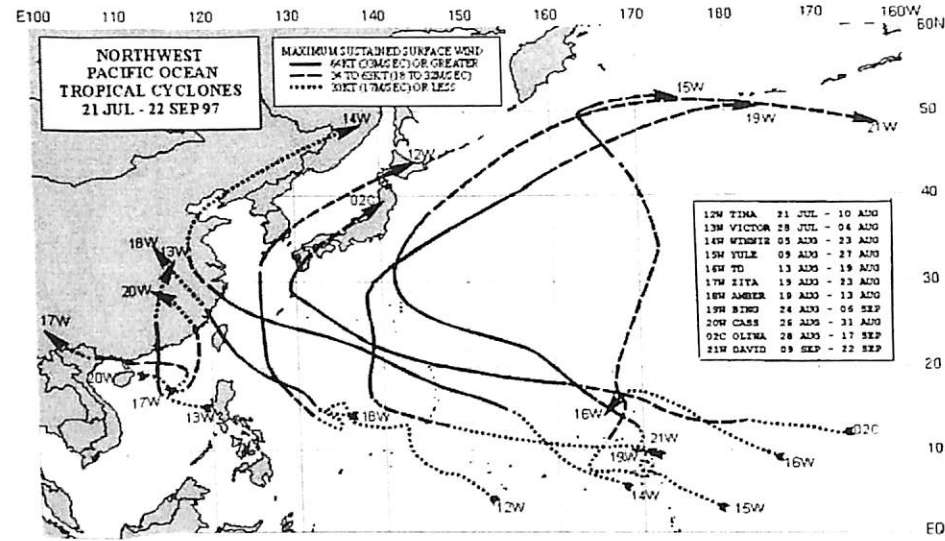 E100 110 120 130 140 150 160 170 180 170 160W
60N
NORTHWEST
PACIFIC OCEAN
TROPICAL CYCLONES
21 JUL - 22 SEP 97
MAXIMUM SUSTAINED SURFACE WIND
64KT (33M/SEC) OR GREATER
34 TO 63KT (18 TO 32M/SEC)
33KT (17M/SEC) OR LESS
15W
19W
21W
50
14W
12W
02C
40
12W TINA 21 JUL - 10 AUG
13W VICTOR 28 JUL - 04 AUG
14W WINNIE 05 AUG - 23 AUG
15W YULE 09 AUG - 27 AUG
16W TD 13 AUG - 19 AUG
17W ZITA 19 AUG - 23 AUG
18W AMBER 19 AUG - 13 AUG
19W BING 24 AUG - 06 SEP
20W CASS 26 AUG - 31 AUG
02C OLIWA 28 AUG - 17 SEP
21W DAVID 09 SEP - 22 SEP
18W
13W
20W
30
17W
20W
17W
13W
20
18W
16W
02C
21W
19W
16W
10
12W
14W
15W
EQ